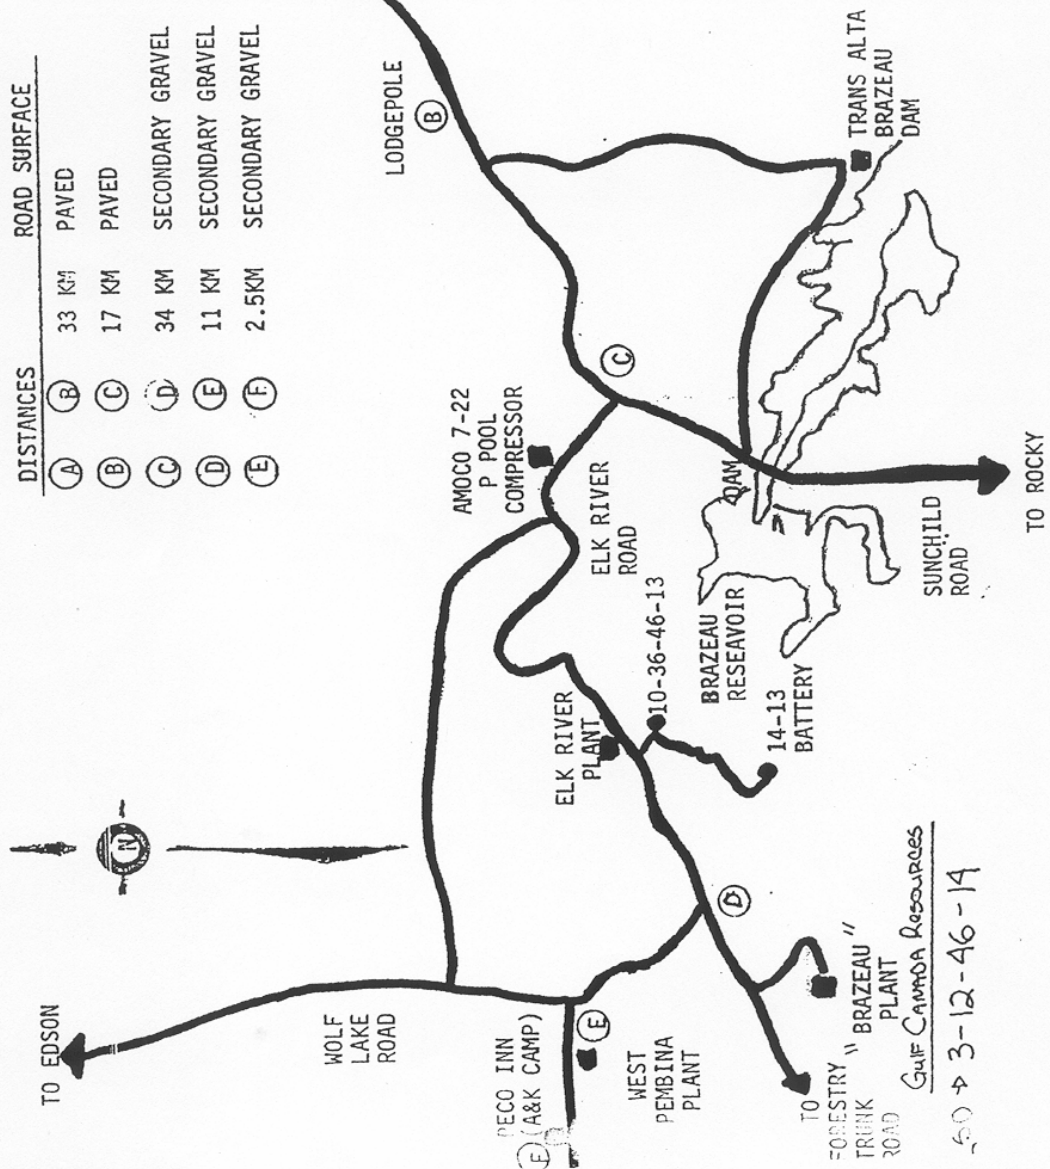 DISTANCES ROAD SURFACE
A B 33 KM PAVED
B C 17 KM PAVED
C D 34 KM SECONDARY GRAVEL
D E 11 KM SECONDARY GRAVEL
E F 2.5KM SECONDARY GRAVEL
LODGEPOLE
B
TRANS ALTA
BRAZEAU
DAM
C
AMOCO 7-22
P POOL
COMPRESSOR
ELK RIVER
ROAD
DAM
SUNCHILD
ROAD
TO ROCKY
10-36-46-13
BRAZEAU
RESEAVOIR
14-13
BATTERY
ELK RIVER
PLANT
N
D
TO EDSON
WOLF
LAKE
ROAD
PECO INN
F (A&K CAMP)
E
WEST
PEMBINA
PLANT
TO
FORESTRY
TRUNK
ROAD
"BRAZEAU"
PLANT
Gulf Canada Resources
3-12-46-14